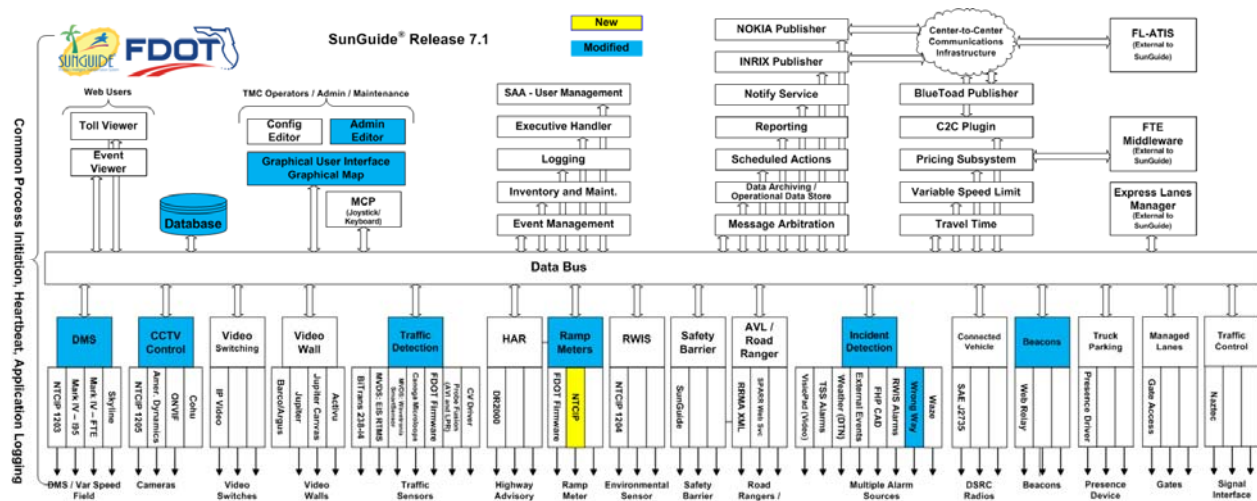 SUNGUIDE
FDOT
SunGuide® Release 7.1
New
Modified
Common Process Initiation, Heartbeat, Application Logging
Web Users
Toll Viewer
Event
Viewer
TMC Operators / Admin / Maintenance
Config
Editor
Admin
Editor
Graphical User Interface
Graphical Map
Database
MCP
(Joystick/
Keyboard)
SAA - User Management
Executive Handler
Logging
Inventory and Maint.
Event Management
NOKIA Publisher
INRIX Publisher
Notify Service
Reporting
Scheduled Actions
Data Archiving /
Operational Data Store
Message Arbitration
Center-to-Center
Communications
Infrastructure
BlueToad Publisher
C2C Plugin
Pricing Subsystem
Variable Speed Limit
Travel Time
FL-ATIS
(External to
SunGuide)
FTE
Middleware
(External to
SunGuide)
Express Lanes
Manager
(External to
SunGuide)
Data Bus
DMS
NTCIP 1203
Mark IV – I95
Mark IV – FTE
Skyline
DMS / Var Speed
Field
CCTV
Control
NTCIP 1205
Amer. Dynamics
ONVIF
Cohu
Cameras
Video
Switching
IP Video
Video
Switches
Video
Wall
Barco/Argus
Jupiter
Jupiter Canvas
Activu
Video
Walls
Traffic
Detection
BiTrans 238-I4
MVDS: EIS RTMS
MVDS: Wavetronix
SmartSensor
Canoga Microloops
FDOT Firmware
Probe Fusion
(AVI and LPR)
CV Driver
Traffic
Sensors
HAR
DR2000
Highway
Advisory
Ramp
Meters
FDOT Firmware
NTCIP
Ramp
Meter
RWIS
NTCIP 1204
Environmental
Sensor
Safety
Barrier
SunGuide
Safety
Barrier
AVL /
Road
Ranger
RRMA XML
SPARR Web Svc
Road
Rangers /
Incident
Detection
VisioPad (Video)
TSS Alarms
Weather (DTN)
External Events
FHP CAD
RWIS Alarms
Wrong Way
Waze
Multiple Alarm
Sources
Connected
Vehicle
SAE J2735
DSRC
Radios
Beacons
Web Relay
Beacons
Truck
Parking
Presence Driver
Presence
Device
Managed
Lanes
Gate Access
Gates
Traffic
Control
Naztec
Signal
Interface